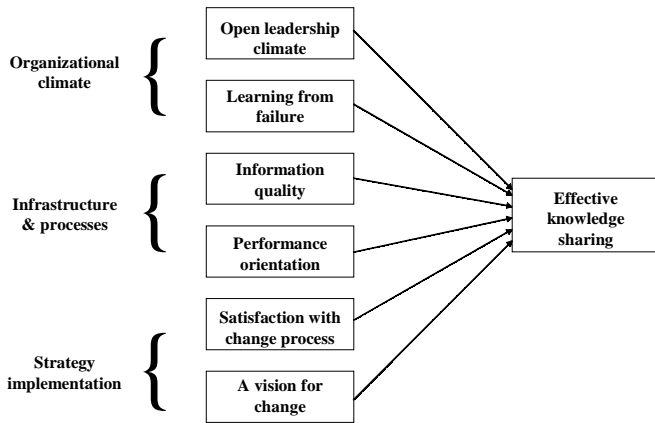 Organizational
climate
Open leadership
climate
Learning from
failure
Infrastructure
& processes
Information
quality
Performance
orientation
Strategy
implementation
Satisfaction with
change process
A vision for
change
Effective
knowledge
sharing